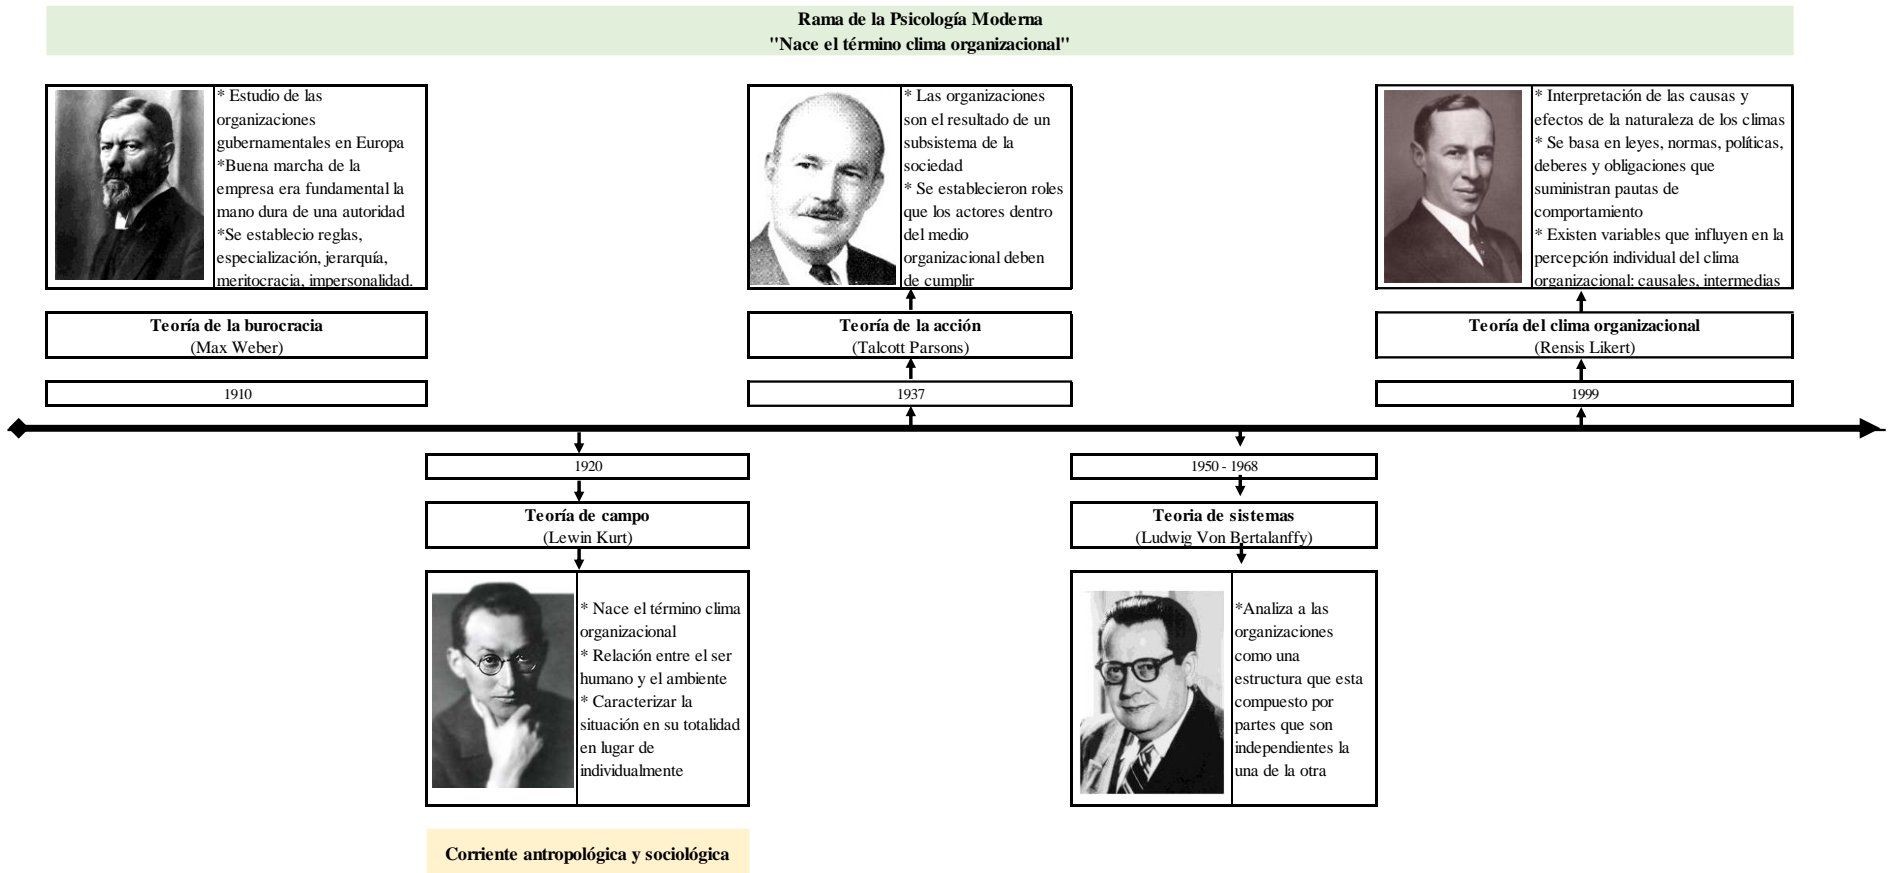 Rama de la Psicología Moderna
"Nace el término clima organizacional"
* Estudio de las
organizaciones
gubernamentales en Europa
*Buena marcha de la
empresa era fundamental la
mano dura de una autoridad
*Se establecio reglas,
especialización, jerarquía,
meritocracia, impersonalidad.
Teoría de la burocracia
(Max Weber)
1910
* Las organizaciones
son el resultado de un
subsistema de la
sociedad
* Se establecieron roles
que los actores dentro
del medio
organizacional deben
de cumplir
Teoría de la acción
(Talcott Parsons)
1937
* Interpretación de las causas y
efectos de la naturaleza de los climas
* Se basa en leyes, normas, políticas,
deberes y obligaciones que
suministran pautas de
comportamiento
* Existen variables que influyen en la
percepción individual del clima
organizacional: causales, intermedias
Teoría del clima organizacional
(Rensis Likert)
1999
1920
Teoría de campo
(Lewin Kurt)
* Nace el término clima
organizacional
* Relación entre el ser
humano y el ambiente
* Caracterizar la
situación en su totalidad
en lugar de
individualmente
1950 - 1968
Teoria de sistemas
(Ludwig Von Bertalanffy)
*Analiza a las
organizaciones
como una
estructura que esta
compuesto por
partes que son
independientes la
una de la otra
Corriente antropológica y sociológica